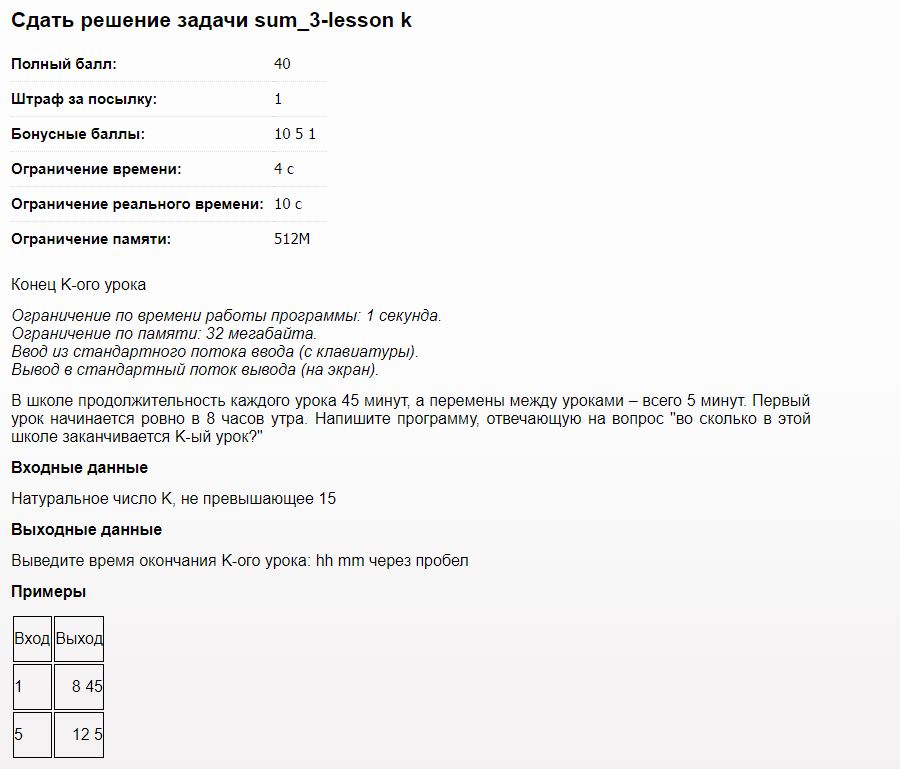 Сдать решение задачи sum_3-lesson k
Полный балл: 40
Штраф за посылку: 1
Бонусные баллы: 10 5 1
Ограничение времени: 4 с
Ограничение реального времени: 10 с
Ограничение памяти: 512M
Конец К-ого урока
Ограничение по времени работы программы: 1 секунда.
Ограничение по памяти: 32 мегабайта.
Ввод из стандартного потока ввода (с клавиатуры).
Вывод в стандартный поток вывода (на экран).
В школе продолжительность каждого урока 45 минут, а перемены между уроками – всего 5 минут. Первый
урок начинается ровно в 8 часов утра. Напишите программу, отвечающую на вопрос "во сколько в этой
школе заканчивается К-ый урок?"
Входные данные
Натуральное число К, не превышающее 15
Выходные данные
Выведите время окончания К-ого урока: hh mm через пробел
Примеры
Вход Выход
1 8 45
5 12 5